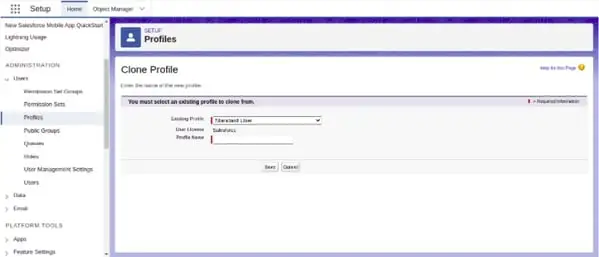 Setup
Home
Object Manager
New Salesforce Mobile App QuickStart
Lightning Usage
Optimizer
ADMINISTRATION
Users
Permission Set Groups
Permission Sets
Profiles
Public Groups
Queues
Roles
User Management Settings
Users
Data
Email
PLATFORM TOOLS
Apps
Feature Settings
SETUP
Profiles
Clone Profile
Help for this Page
Enter the name of the new profile.
You must select an existing profile to clone from.
= Required Information
Existing Profile
User License
Salesforce
Profile Name
Save
Cancel